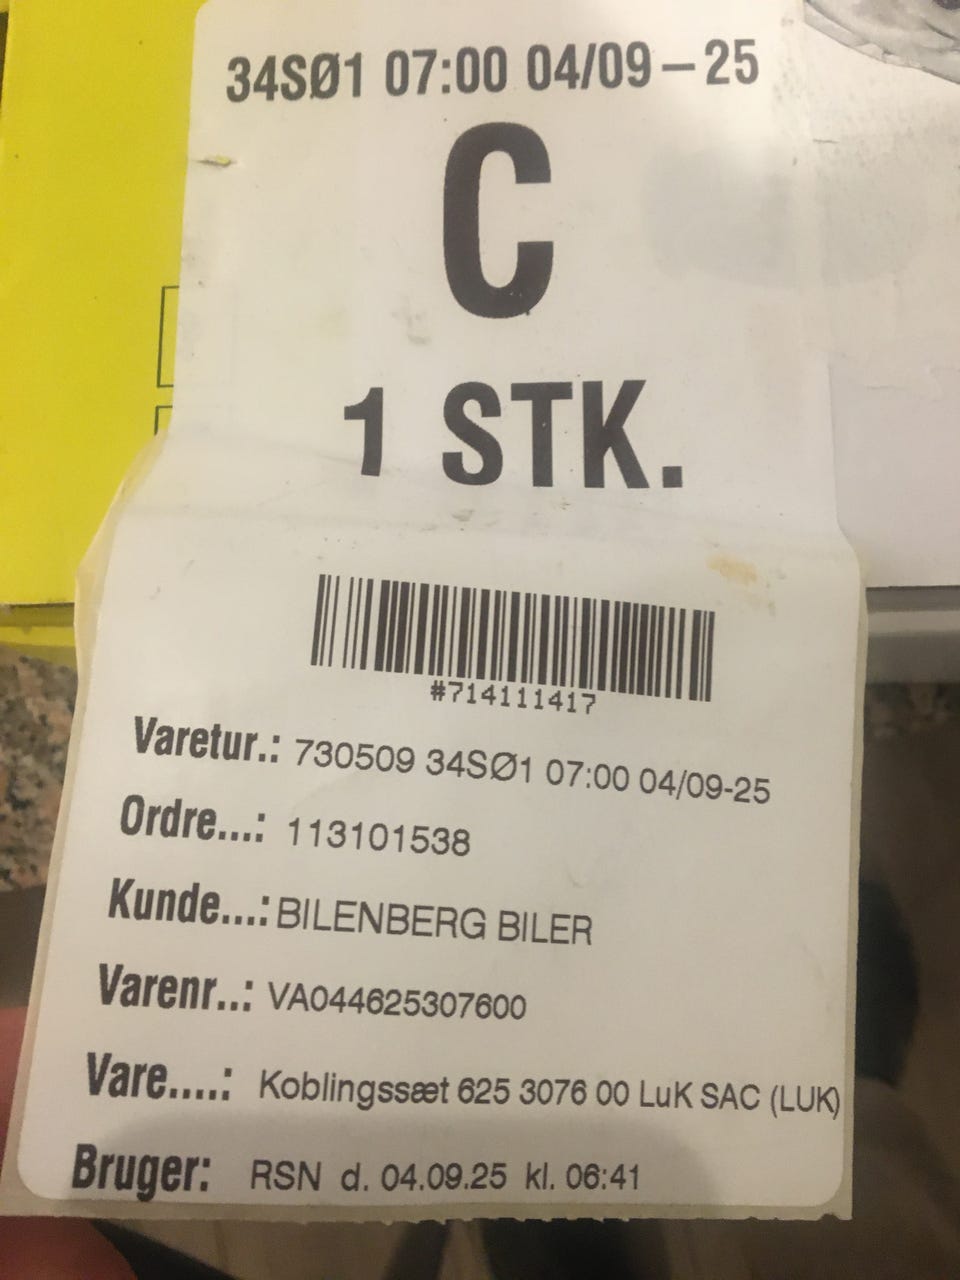 34SØ1 07:00 04/09-25
C
1 STK.
#714111417
Varetur.: 730509 34SØ1 07:00 04/09-25
Ordre...: 113101538
Kunde...: BILENBERG BILER
Varenr..: VA044625307600
Vare....: Koblingssæt 625 3076 00 LuK SAC (LUK)
Bruger: RSN d. 04.09.25 kl. 06:41